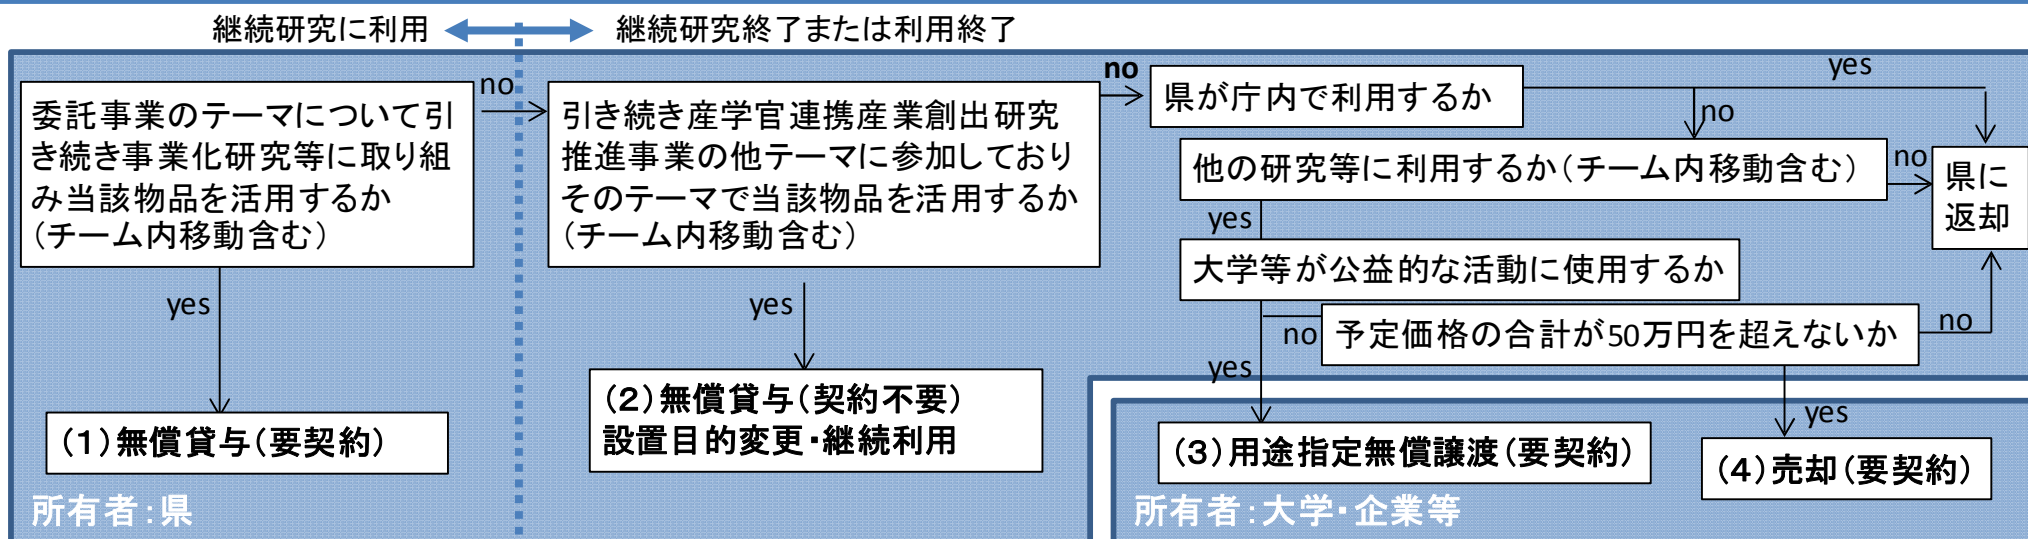 継続研究に利用
継続研究終了または利用終了
委託事業のテーマについて引
き続き事業化研究等に取り組
み当該物品を活用するか
（チーム内移動含む）
no
引き続き産学官連携産業創出研究
推進事業の他テーマに参加しており
そのテーマで当該物品を活用するか
（チーム内移動含む）
no
県が庁内で利用するか
yes
no
他の研究等に利用するか（チーム内移動含む）
no
県に
返却
yes
大学等が公益的な活動に使用するか
yes
yes
no
予定価格の合計が50万円を超えないか
no
yes
yes
（1）無償貸与（要契約）
（2）無償貸与（契約不要）
設置目的変更・継続利用
（3）用途指定無償譲渡（要契約）
（4）売却（要契約）
所有者：県
所有者：大学・企業等